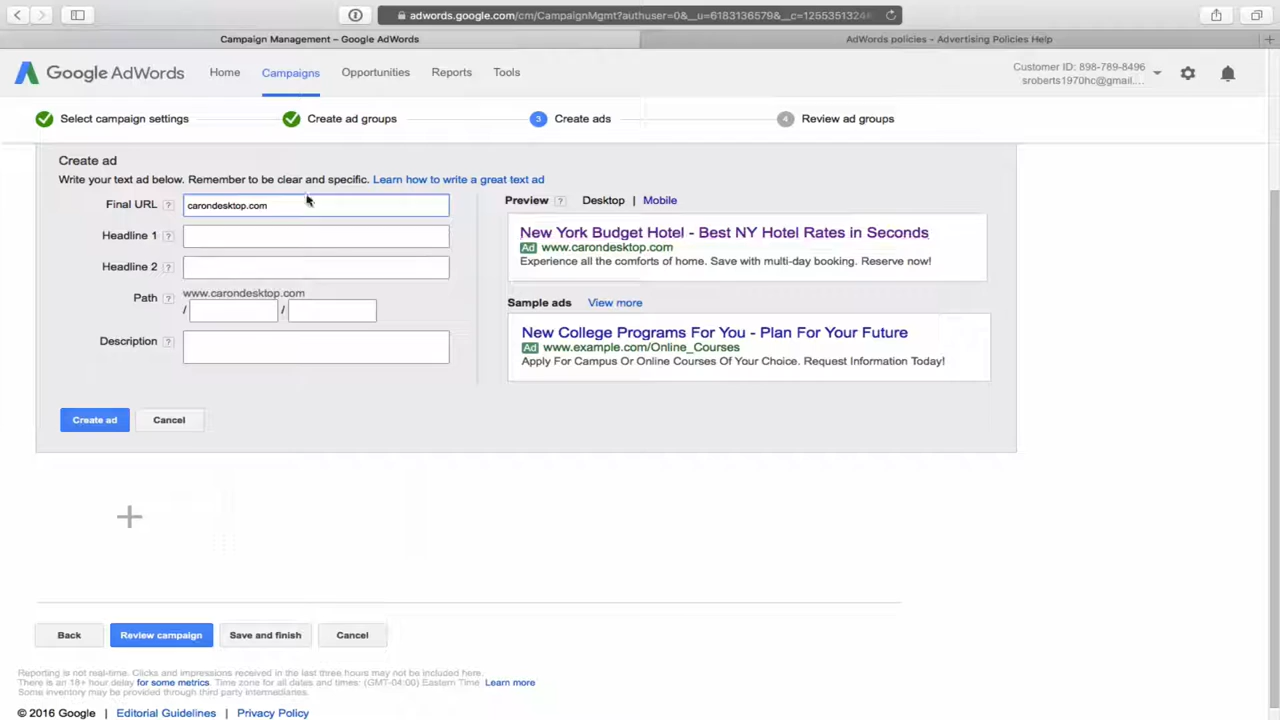 adwords.google.com/cm/CampaignMgmt?authuser=0&__u=6183136579&__c=1255351324
Campaign Management – Google AdWords
AdWords policies – Advertising Policies Help
Google AdWords
Home
Campaigns
Opportunities
Reports
Tools
Customer ID: 898-789-8496
sroberts1970hc@gmail....
Select campaign settings
Create ad groups
3 Create ads
4 Review ad groups
Create ad
Write your text ad below. Remember to be clear and specific. Learn how to write a great text ad
Final URL ? carondesktop.com
Headline 1 ?
Headline 2 ?
Path ? www.carondesktop.com
/ /
Description ?
Preview ? Desktop | Mobile
New York Budget Hotel - Best NY Hotel Rates in Seconds
Ad www.carondesktop.com
Experience all the comforts of home. Save with multi-day booking. Reserve now!
Sample ads View more
New College Programs For You - Plan For Your Future
Ad www.example.com/Online_Courses
Apply For Campus Or Online Courses Of Your Choice. Request Information Today!
Create ad
Cancel
Back
Review campaign
Save and finish
Cancel
Reporting is not real-time. Clicks and impressions received in the last three hours may not be included here.
There is an 18+ hour delay for some metrics. Time zone for all dates and times: (GMT-04:00) Eastern Time Learn more
Some inventory may be provided through third party intermediaries.
© 2016 Google | Editorial Guidelines | Privacy Policy